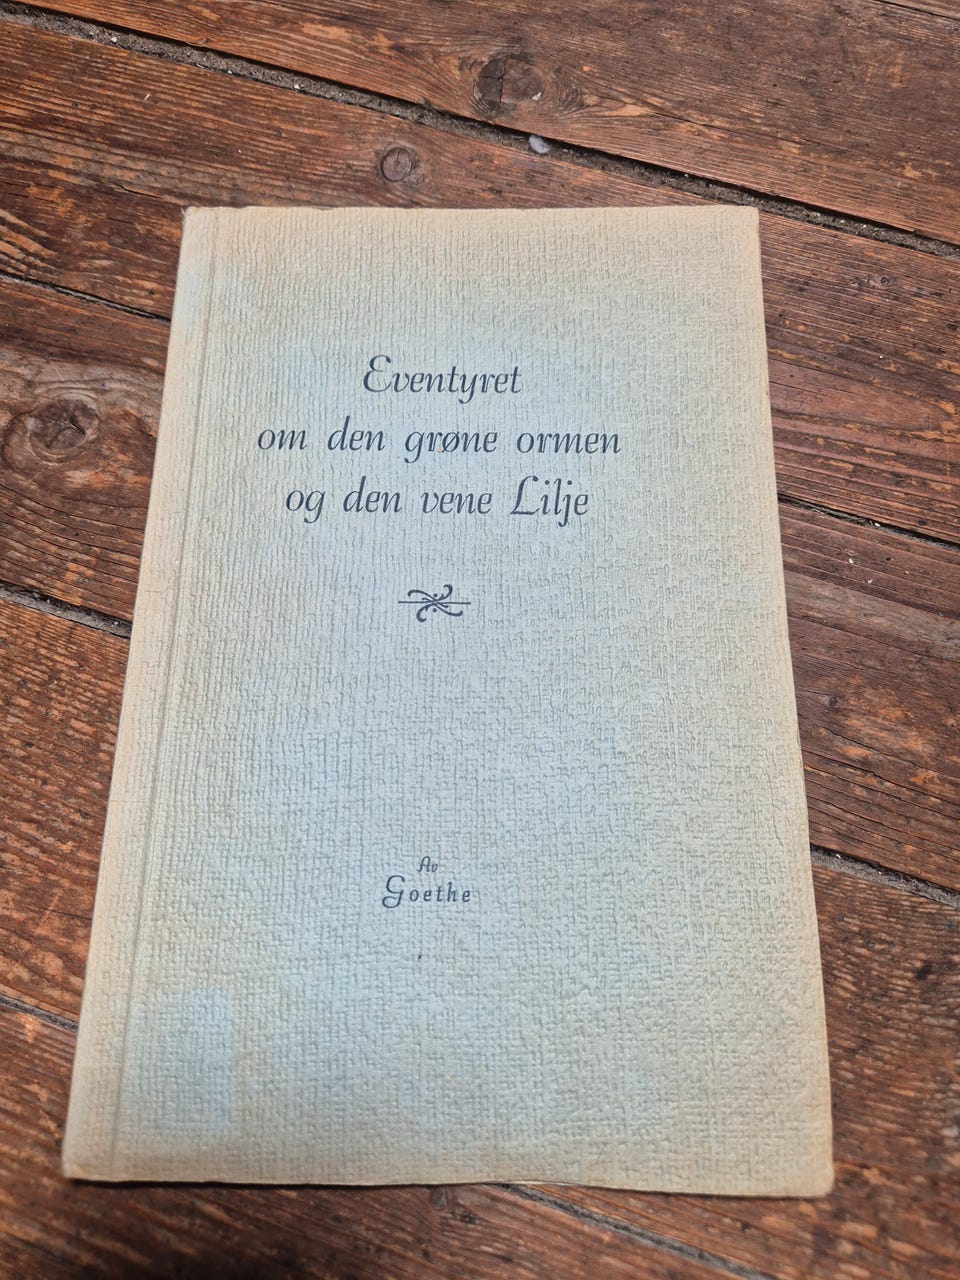 Eventyret
om den grøne ormen
og den vene Lilje
Av
Goethe